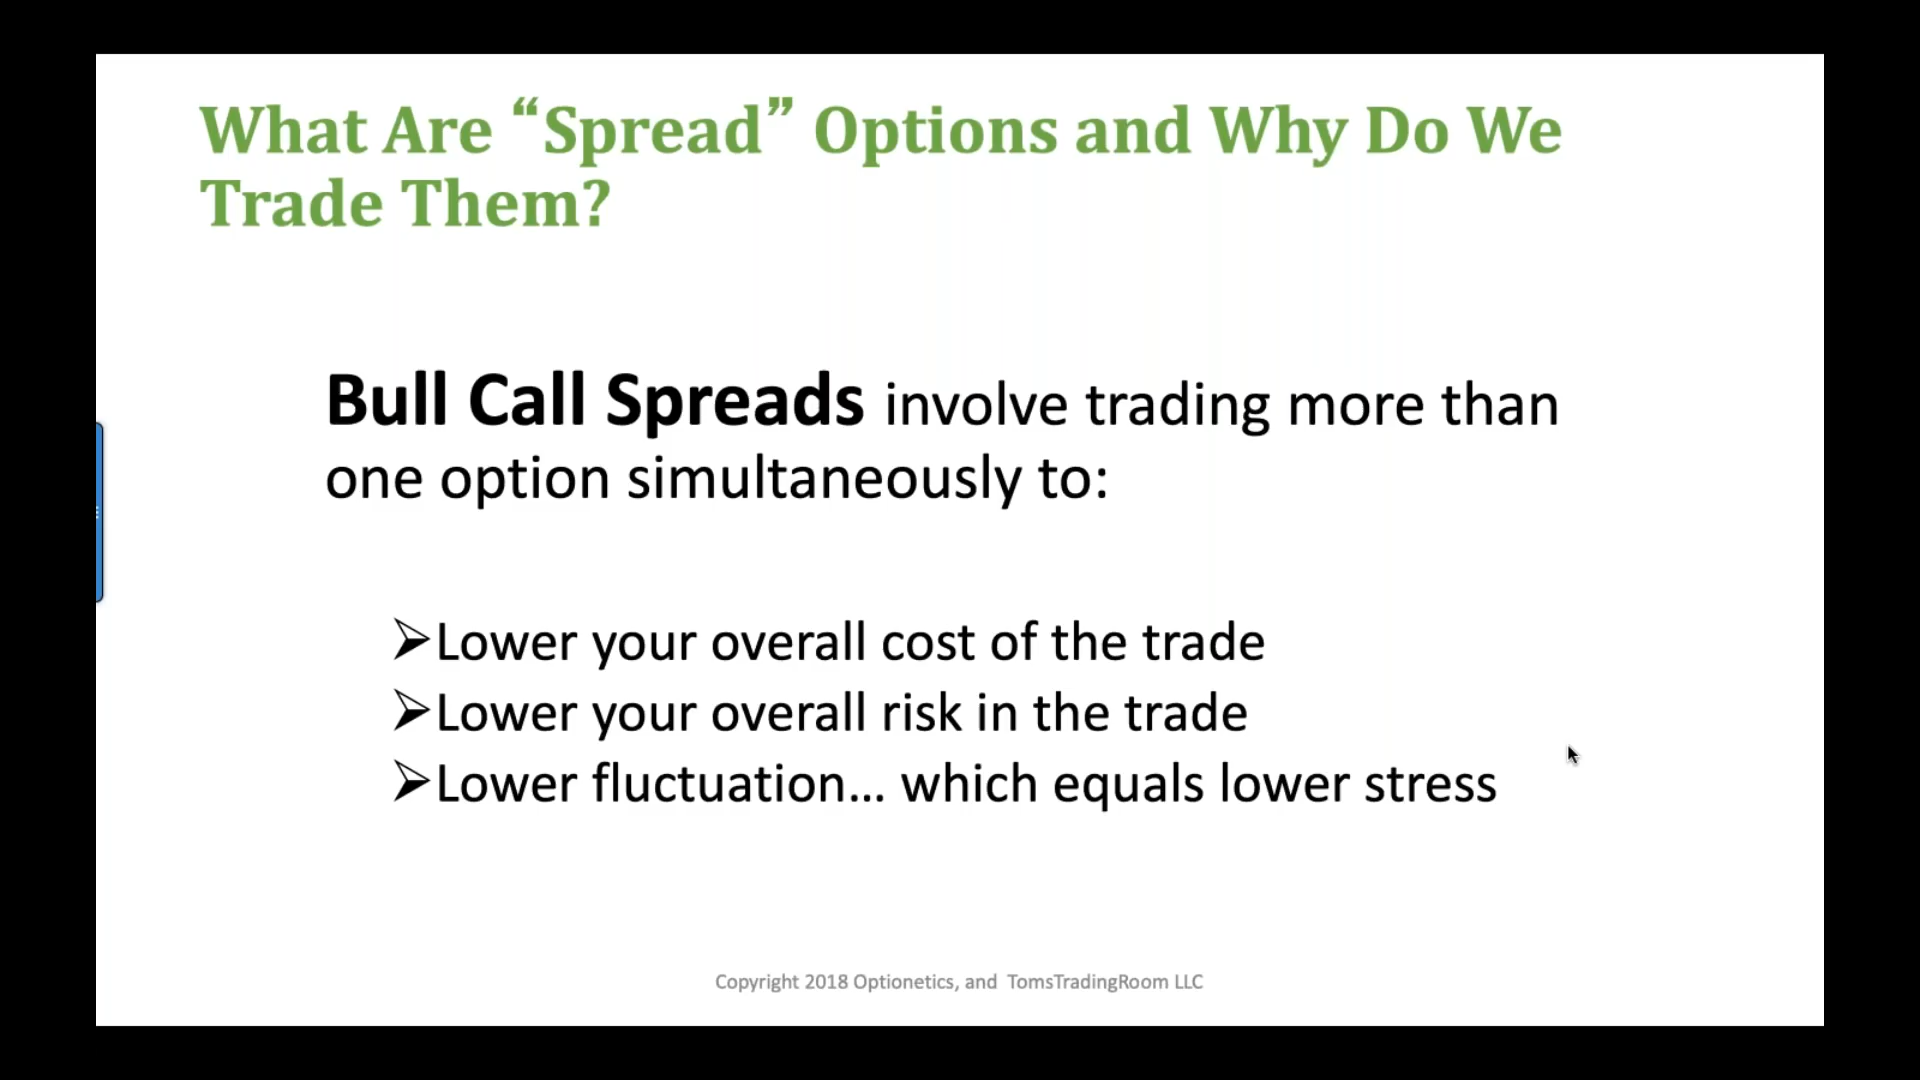 What Are “Spread” Options and Why Do We
Trade Them?
Bull Call Spreads involve trading more than
one option simultaneously to:
➢Lower your overall cost of the trade
➢Lower your overall risk in the trade
➢Lower fluctuation... which equals lower stress
Copyright 2018 Optionetics, and  TomsTradingRoom LLC